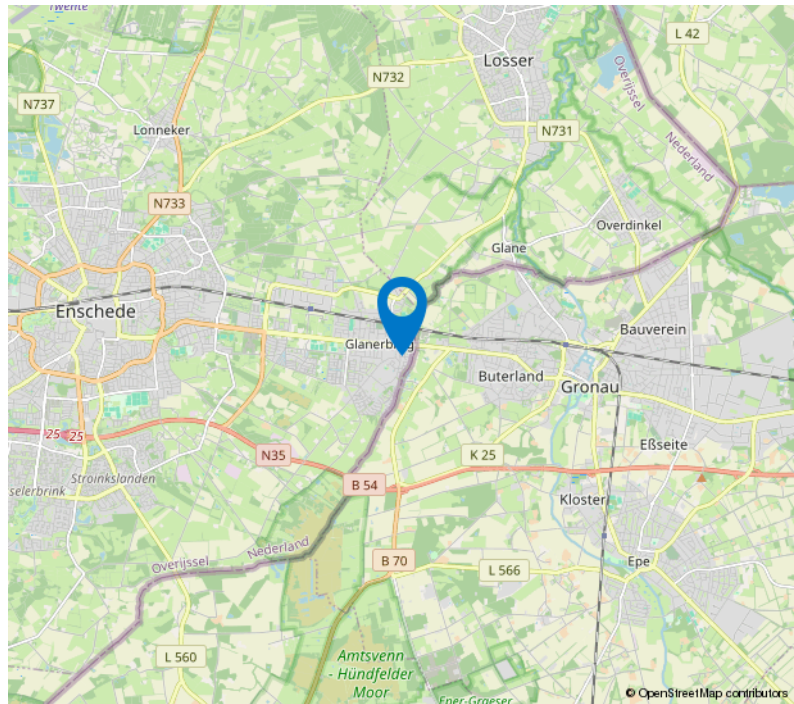 Twente
L 42
Losser
N732
Overijssel
N737
Lonneker
N731
Nederland
N733
Overdinkel
Glane
Enschede
Bauverein
Buterland
Gronau
25
25
Eßseite
N35
K 25
Stroinkslanden
B 54
Kloster
Overijssel
Nederland
B 70
Epe
L 566
L 560
Amtsvenn
- Hündfelder
Moor
© OpenStreetMap contributors